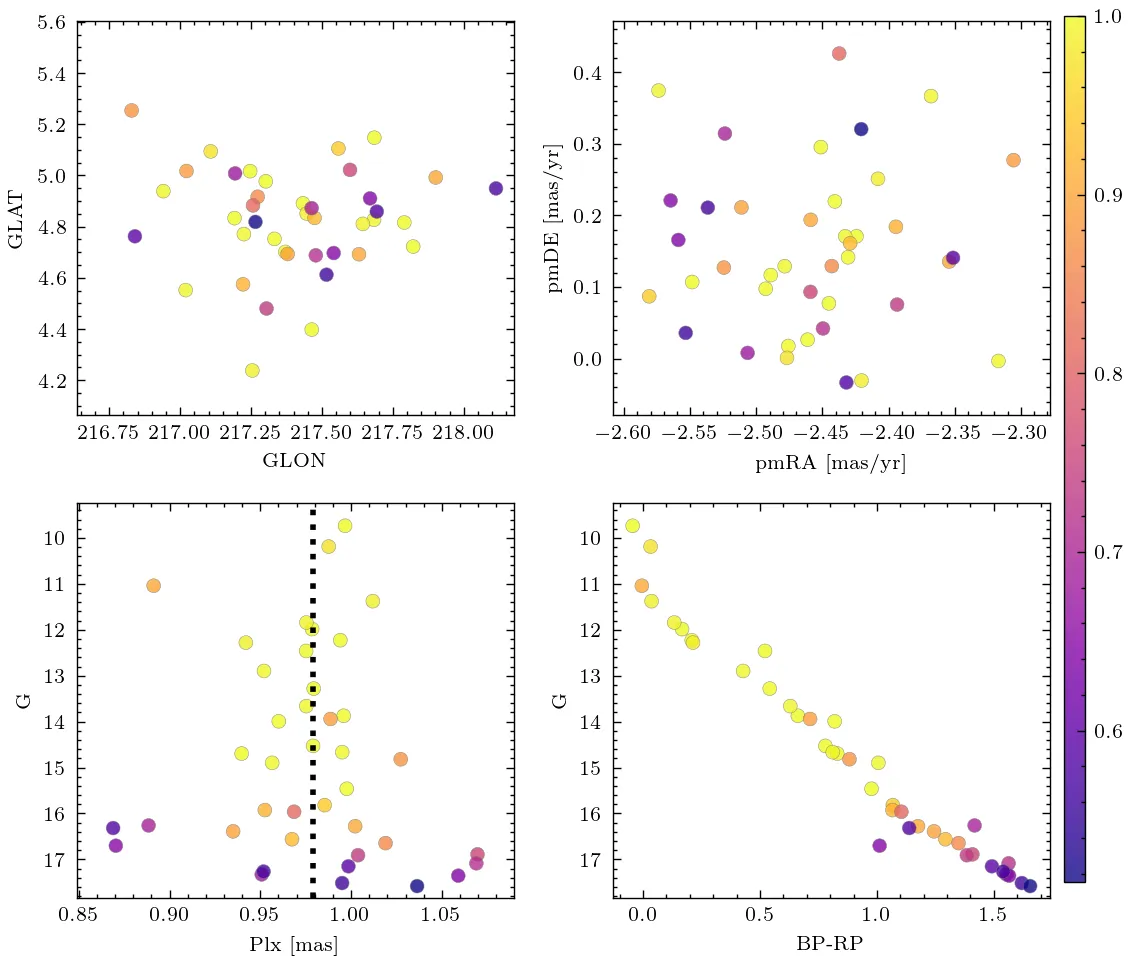 5.6
5.4
5.2
5.0
4.8
4.6
4.4
4.2
GLAT
216.75 217.00 217.25 217.50 217.75 218.00
GLON
0.4
0.3
0.2
0.1
0.0
pmDE [mas/yr]
−2.60 −2.55 −2.50 −2.45 −2.40 −2.35 −2.30
pmRA [mas/yr]
1.0
0.9
0.8
0.7
0.6
10
11
12
13
14
15
16
17
G
0.85 0.90 0.95 1.00 1.05
Plx [mas]
10
11
12
13
14
15
16
17
G
0.0 0.5 1.0 1.5
BP-RP